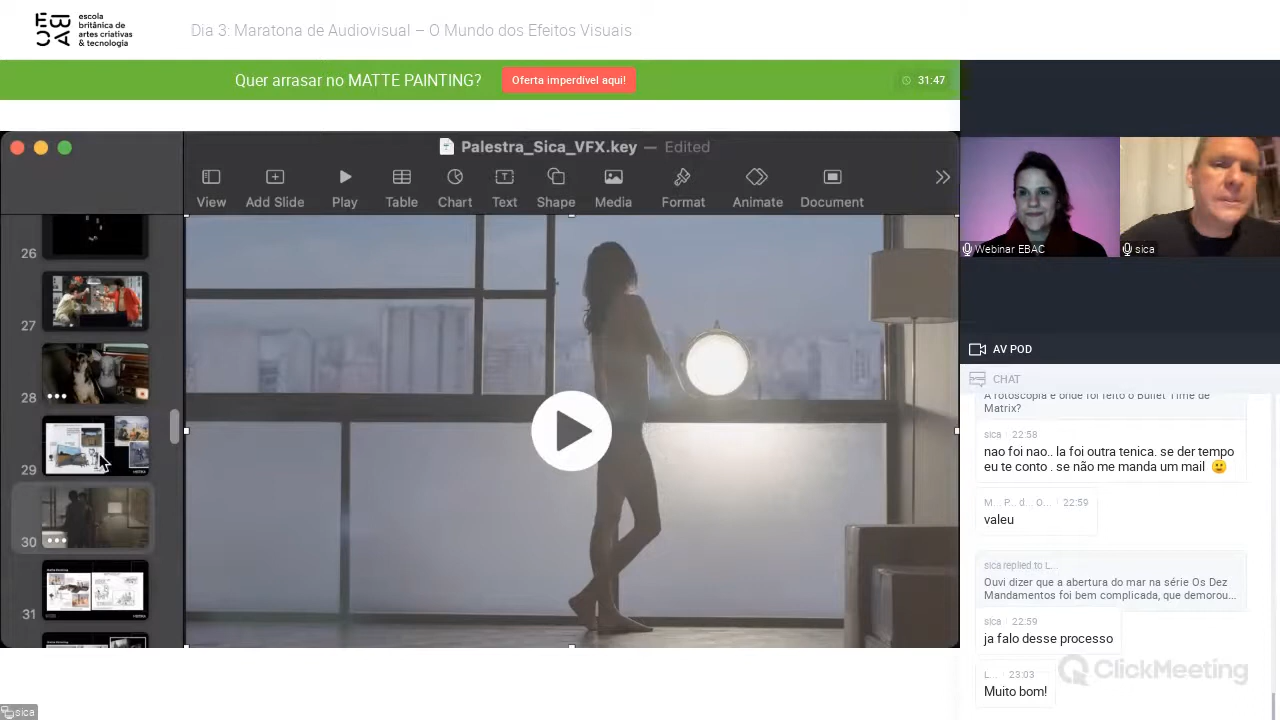 escola
britânica de
artes criativas
& tecnologia
EBAC
Dia 3: Maratona de Audiovisual – O Mundo dos Efeitos Visuais
Quer arrasar no MATTE PAINTING?
Oferta imperdível aqui!
31:47
Palestra_Sica_VFX.key — Edited
View
Add Slide
Play
Table
Chart
Text
Shape
Media
Format
Animate
Document
26
27
28
29
30
31
Webinar EBAC
sica
AV POD
CHAT
A rotoscopia é onde foi feito o Bullet Time de
Matrix?
sica 22:58
nao foi nao.. la foi outra tenica. se der tempo
eu te conto . se não me manda um mail
M... P... d... O... 22:59
valeu
sica replied to L...
Ouvi dizer que a abertura do mar na série Os Dez
Mandamentos foi bem complicada, que demorou...
sica 22:59
ja falo desse processo
L... 23:03
Muito bom!
ClickMeeting
sica